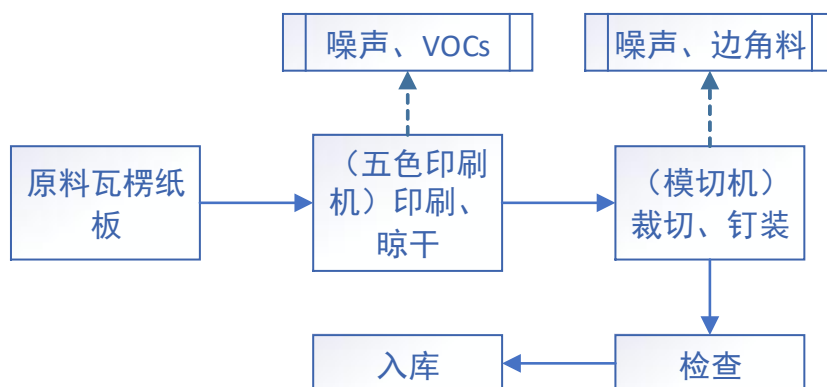 噪声、VOCs
噪声、边角料
原料瓦楞纸
板
（五色印刷
机）印刷、
晾干
（模切机）
裁切、钉装
入库
检查